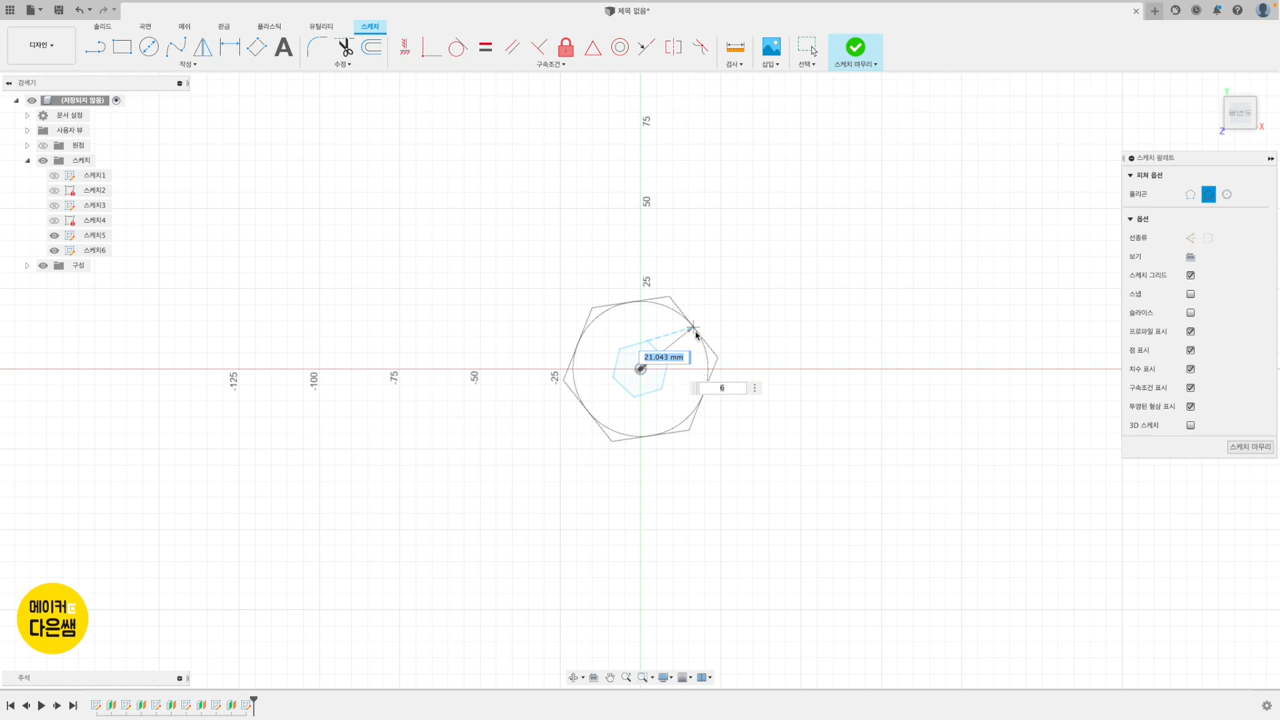 제목 없음*
디자인
솔리드
곡면
메쉬
판금
플라스틱
유틸리티
스케치
작성
수정
구속조건
검사
삽입
선택
스케치 마무리
검색기
(저장되지 않음)
문서 설정
사용자 뷰
원점
스케치
스케치1
스케치2
스케치3
스케치4
스케치5
스케치6
구성
75
50
25
-125
-100
-75
-50
-25
21.043 mm
6
Y
X
Z
스케치 팔레트
피쳐 옵션
폴리곤
옵션
선종류
보기
스케치 그리드
스냅
슬라이스
프로파일 표시
점 표시
치수 표시
구속조건 표시
투영된 형상 표시
3D 스케치
스케치 마무리
메이커
다은쌤
주석